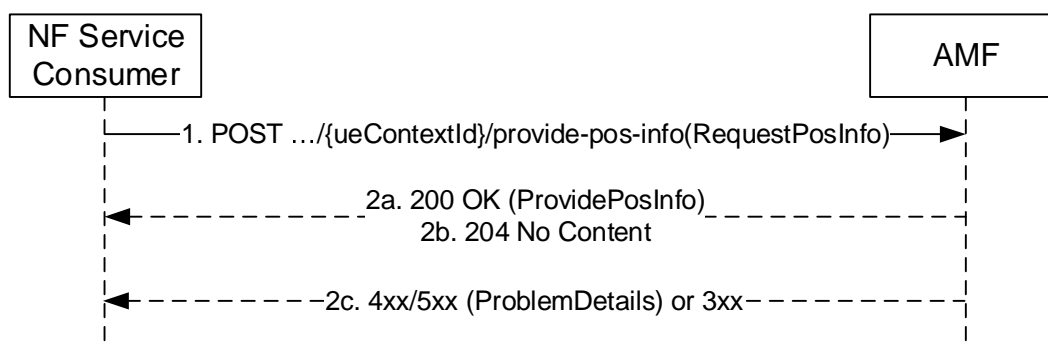 NF Service
Consumer
AMF
1. POST …/{ueContextId}/provide-pos-info(RequestPosInfo)
2a. 200 OK (ProvidePosInfo)
2b. 204 No Content
2c. 4xx/5xx (ProblemDetails) or 3xx